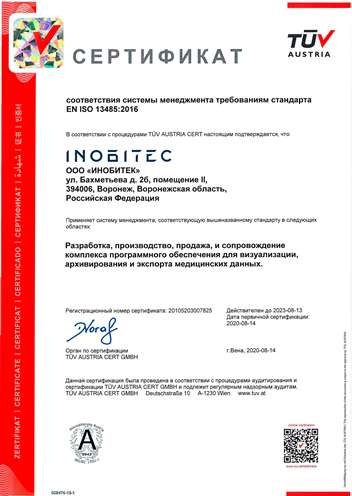 СЕРТИФИКАТ
TÜV
AUSTRIA
соответствия системы менеджмента требованиям стандарта
EN ISO 13485:2016
В соответствии с процедурами TÜV AUSTRIA CERT настоящим подтверждается, что
INOBITEC
ООО «ИНОБИТЕК»
ул. Бахметьева д. 2б, помещение II,
394006, Воронеж, Воронежская область,
Российская Федерация
Применяет систему менеджмента, соответствующую вышеназванному стандарту в следующих
областях:
Разработка, производство, продажа, и сопровождение
комплекса программного обеспечения для визуализации,
архивирования и экспорта медицинских данных.
Регистрационный номер сертификата: 20105203007825
Действителен до 2023-08-13
Дата первичной сертификации:
2020-08-14
Орган по сертификации
TÜV AUSTRIA CERT GMBH
г.Вена, 2020-08-14
Данная сертификация была проведена в соответствии с процедурами аудитирования и
сертификации TÜV AUSTRIA CERT GMBH и подлежит регулярным надзорным аудитам.
TÜV AUSTRIA CERT GMBH Deutschstraße 10 A-1230 Wien www.tuv.at
ZERTIFIKAT | CERTIFICATE | CERTIFICAT | CERTIFICADO | СЕРТИФИКАТ